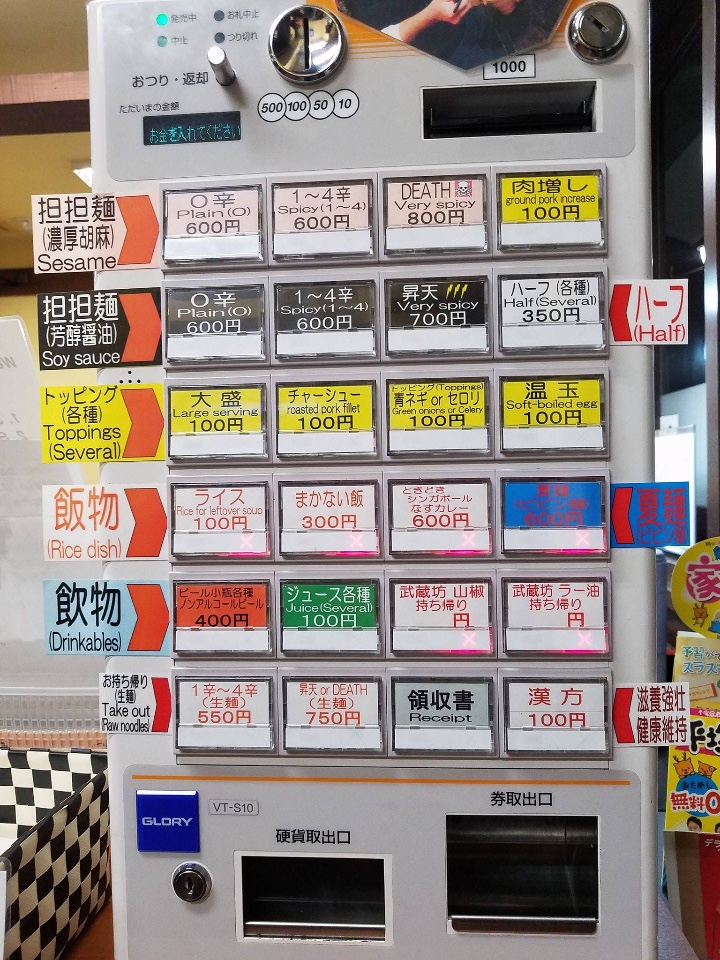 発売中
お札中止
中止
つり切れ
おつり・返却
ただいまの金額
お金を入れてください
500 100 50 10
1000
担担麺
(濃厚胡麻)
Sesame
0辛
Plain(0)
600円
1〜4辛
Spicy(1〜4)
600円
DEATH
Very spicy
800円
肉増し
ground pork increase
100円
担担麺
(芳醇醤油)
Soy sauce
0辛
Plain(0)
600円
1〜4辛
Spicy(1〜4)
600円
昇天
Very spicy
700円
ハーフ(各種)
Half(Several)
350円
ハーフ
(Half)
トッピング
(各種)
Toppings
(Several)
大盛
Large serving
100円
チャーシュー
roasted pork fillet
100円
トッピング(Toppings)
青ネギ or セロリ
Green onions or Celery
100円
温玉
Soft-boiled egg
100円
飯物
(Rice dish)
ライス
Rice for leftover soup
100円
まかない飯
300円
ときどき
シンガポール
なすカレー
600円
600円
夏麺
飲物
(Drinkables)
ビール小瓶各種
ノンアルコールビール
400円
ジュース各種
Juice(Several)
100円
武蔵坊 山椒
持ち帰り
円
武蔵坊 ラー油
持ち帰り
円
お持ち帰り
(生麺)
Take out
(Raw noodles)
1辛〜4辛
(生麺)
550円
昇天 or DEATH
(生麺)
750円
領収書
Receipt
漢方
100円
滋養強壮
健康維持
GLORY
VT-S10
硬貨取出口
券取出口